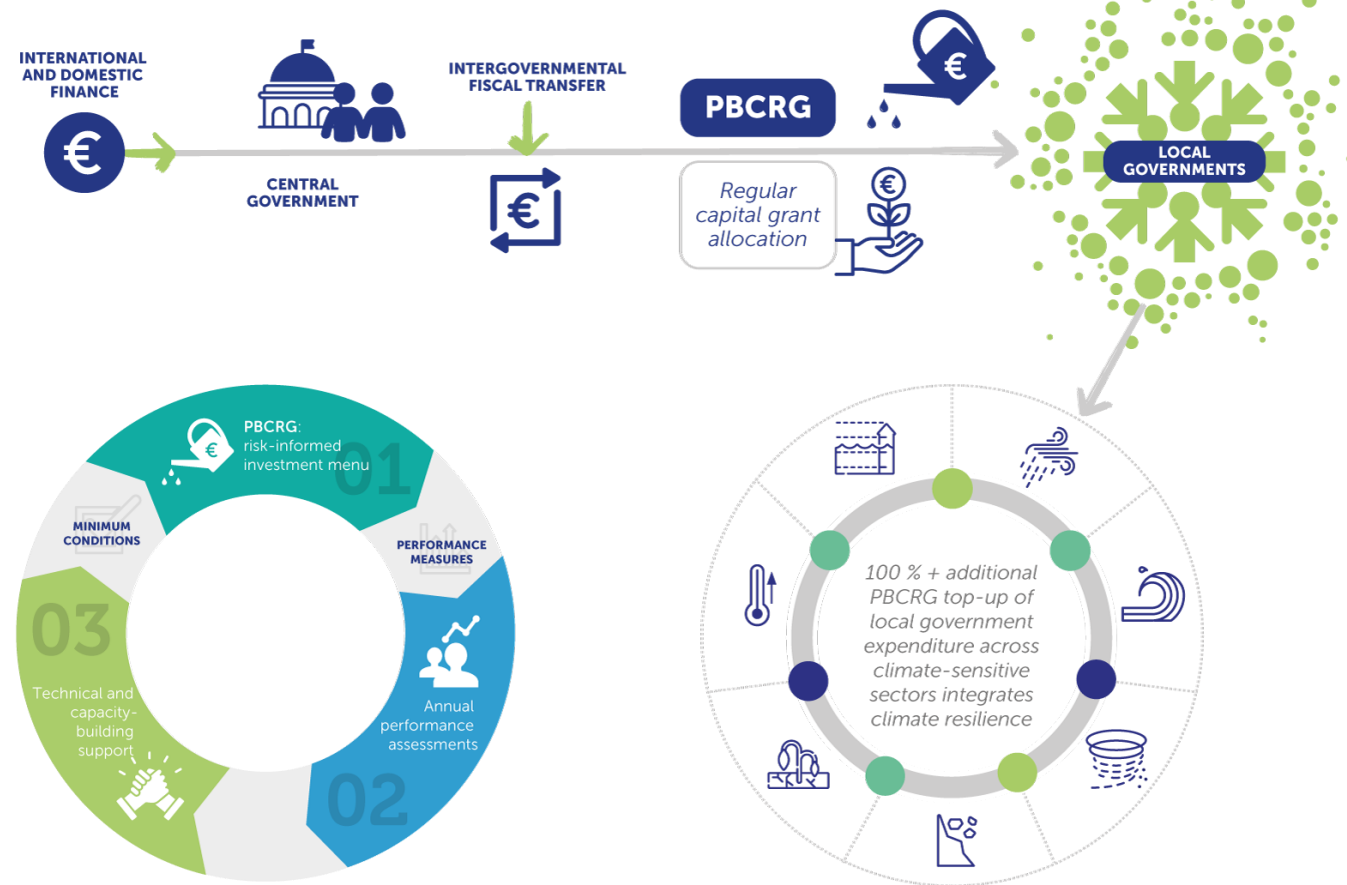 INTERNATIONAL
AND DOMESTIC
FINANCE
€
CENTRAL
GOVERNMENT
INTERGOVERNMENTAL
FISCAL TRANSFER
€
PBCRG
€
Regular
capital grant
allocation
€
LOCAL
GOVERNMENTS
PBCRG:
risk-informed
investment menu
€
01
MINIMUM
CONDITIONS
PERFORMANCE
MEASURES
03
Technical and
capacity-
building
support
Annual
performance
assessments
02
100 % + additional
PBCRG top-up of
local government
expenditure across
climate-sensitive
sectors integrates
climate resilience